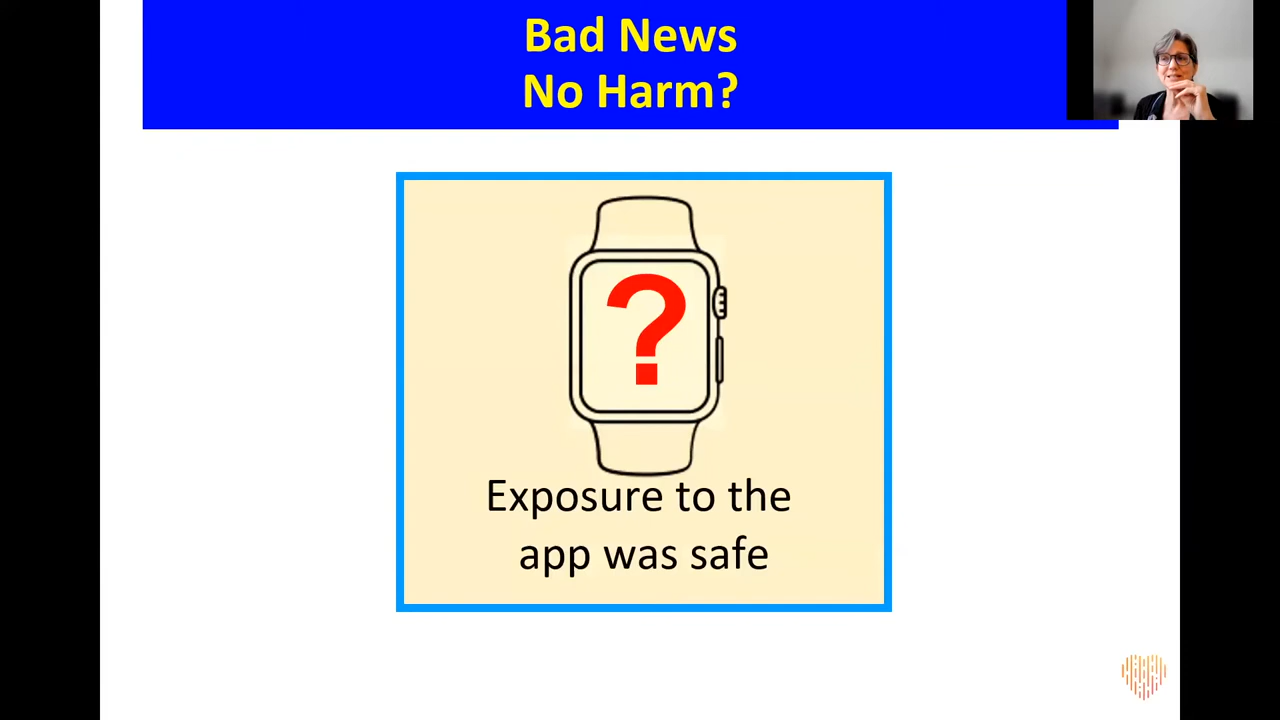 Bad News
No Harm?
?
Exposure to the
app was safe